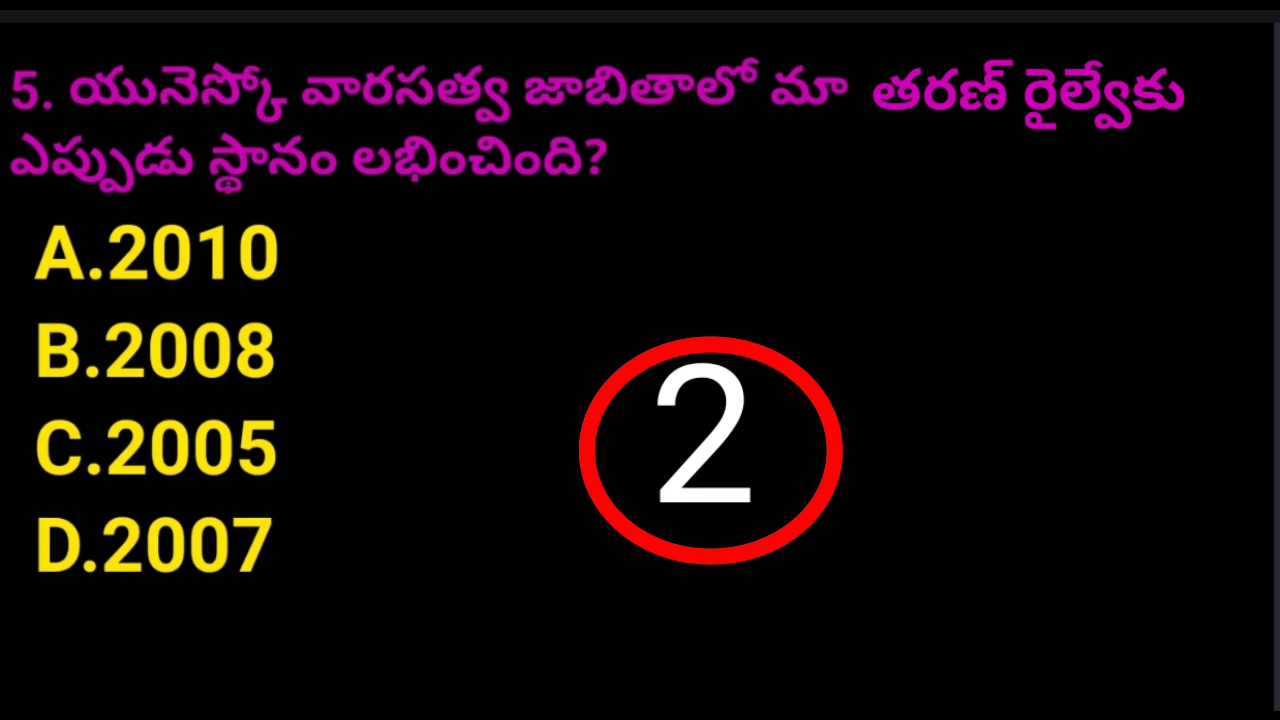 5. యునెస్కో వారసత్వ జాబితాలో మా తరణ్ రైల్వేకు
ఎప్పుడు స్థానం లభించింది?
A.2010
B.2008
C.2005
D.2007
2